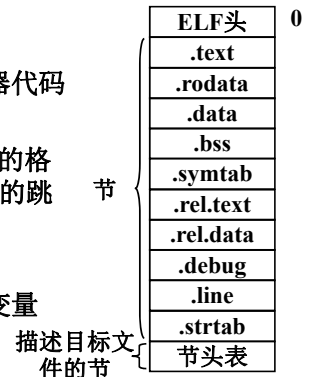 ELF头
0
.text
器代码
.rodata
.data
.bss
的格
.symtab
的跳
节
.rel.text
.rel.data
.debug
变量
.line
.strtab
描述目标文
件的节
节头表